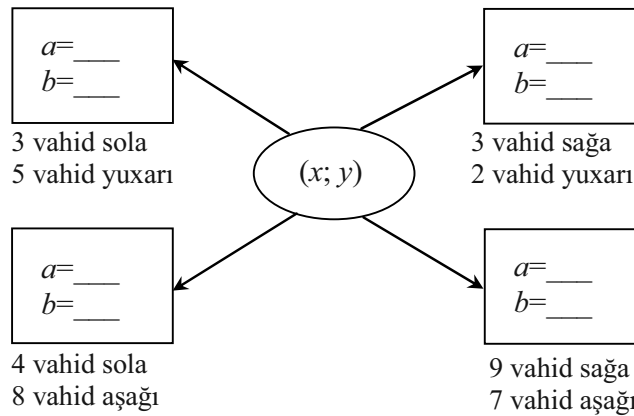 a=___
b=___
3 vahid sola
5 vahid yuxarı
a=___
b=___
3 vahid sağa
2 vahid yuxarı
(x; y)
a=___
b=___
4 vahid sola
8 vahid aşağı
a=___
b=___
9 vahid sağa
7 vahid aşağı